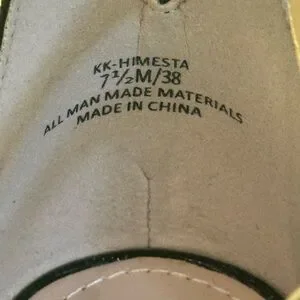 KK-HIMESTA
7½M/38
ALL MAN MADE MATERIALS
MADE IN CHINA